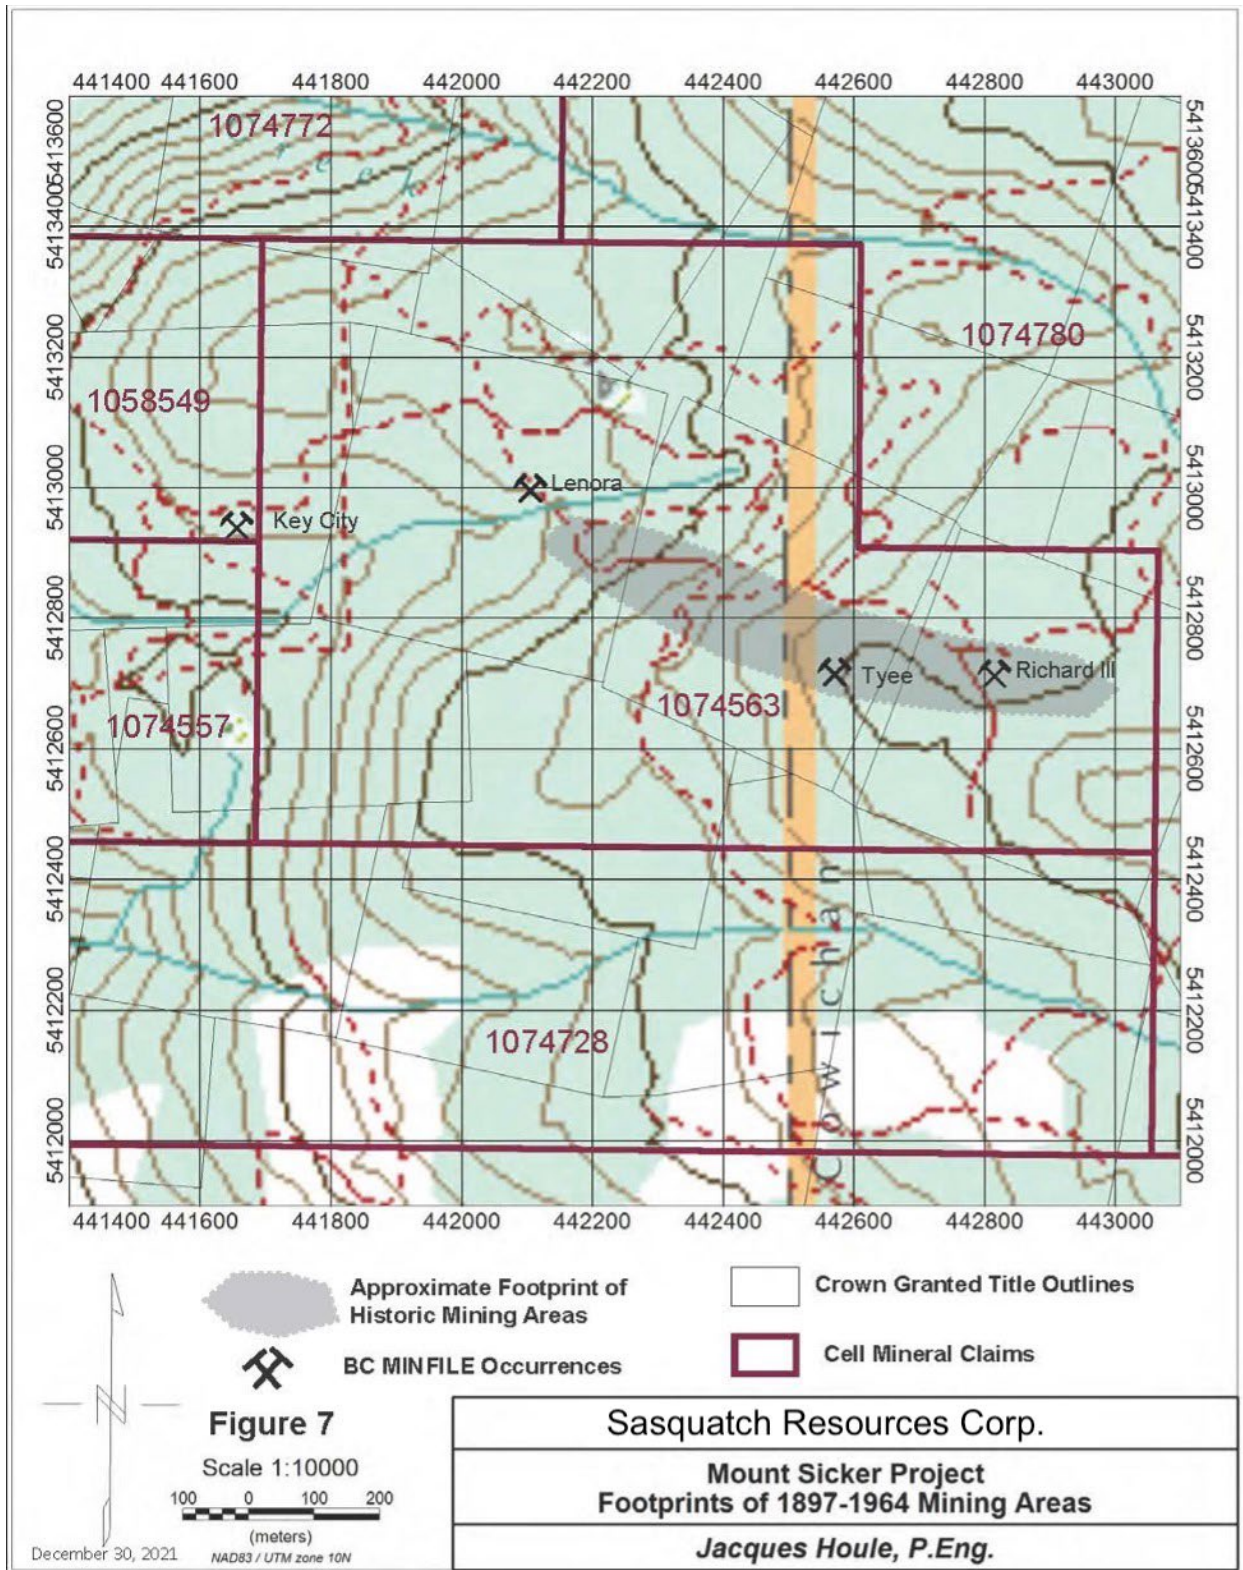 441400 441600 441800 442000 442200 442400 442600 442800 443000
5413600
5413600
1074772
reek
5413400
5413400
5413200
1074780
5413200
1058549
5413000
Lenora
5413000
Key City
5412800
5412800
Tyee
Richard III
1074563
1074557
5412600
5412600
5412400
5412400
Cowichan
5412200
5412200
1074728
5412000
5412000
441400 441600 441800 442000 442200 442400 442600 442800 443000
Approximate Footprint of
Historic Mining Areas
Crown Granted Title Outlines
BC MINFILE Occurrences
Cell Mineral Claims
N
Figure 7
Scale 1:10000
100 0 100 200
(meters)
December 30, 2021
NAD83 / UTM zone 10N
Sasquatch Resources Corp.
Mount Sicker Project
Footprints of 1897-1964 Mining Areas
Jacques Houle, P.Eng.